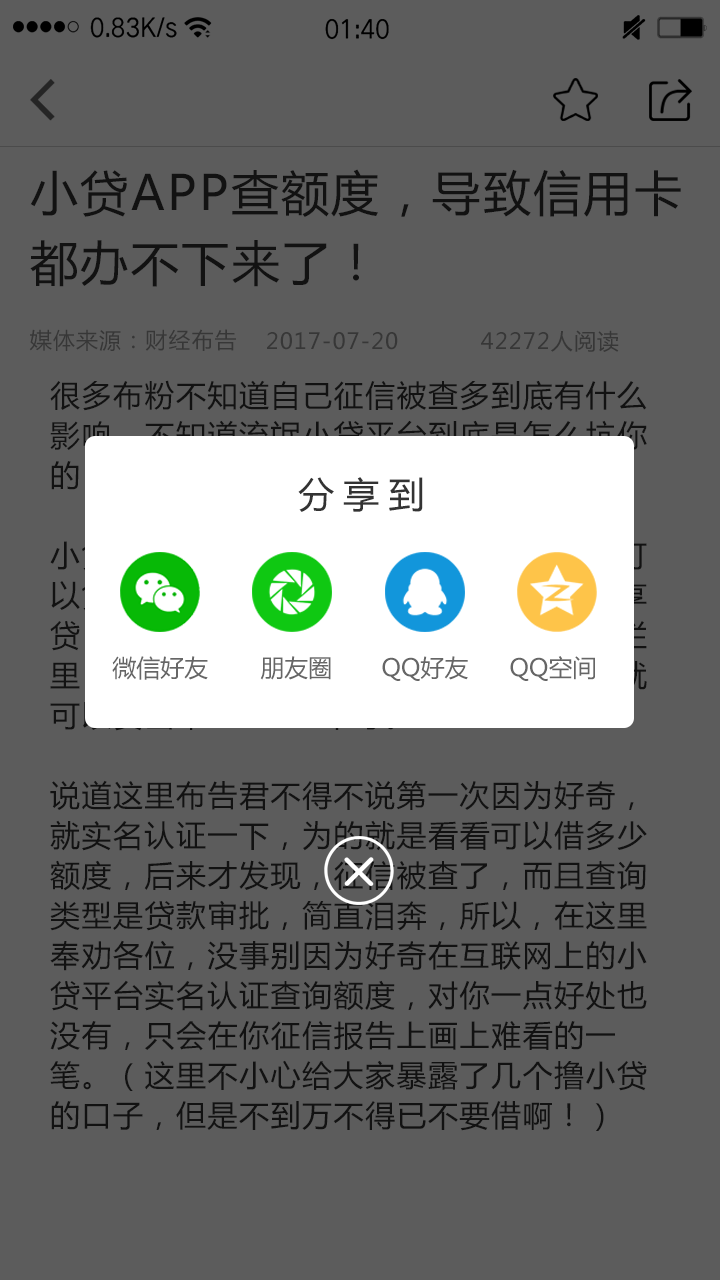 0.83K/s
01:40
小贷APP查额度，导致信用卡
都办不下来了！
媒体来源：财经布告 2017-07-20 42272人阅读
很多布粉不知道自己征信被查多到底有什么
影响，不知道流氓小贷平台到底是怎么坑你
的
分享到
微信好友 朋友圈 QQ好友 QQ空间
小
以
贷
里
可
说道这里布告君不得不说第一次因为好奇，
就实名认证一下，为的就是看看可以借多少
额度，后来才发现，征信被查了，而且查询
类型是贷款审批，简直泪奔，所以，在这里
奉劝各位，没事别因为好奇在互联网上的小
贷平台实名认证查询额度，对你一点好处也
没有，只会在你征信报告上画上难看的一
笔。（这里不小心给大家暴露了几个撸小贷
的口子，但是不到万不得已不要借啊！）